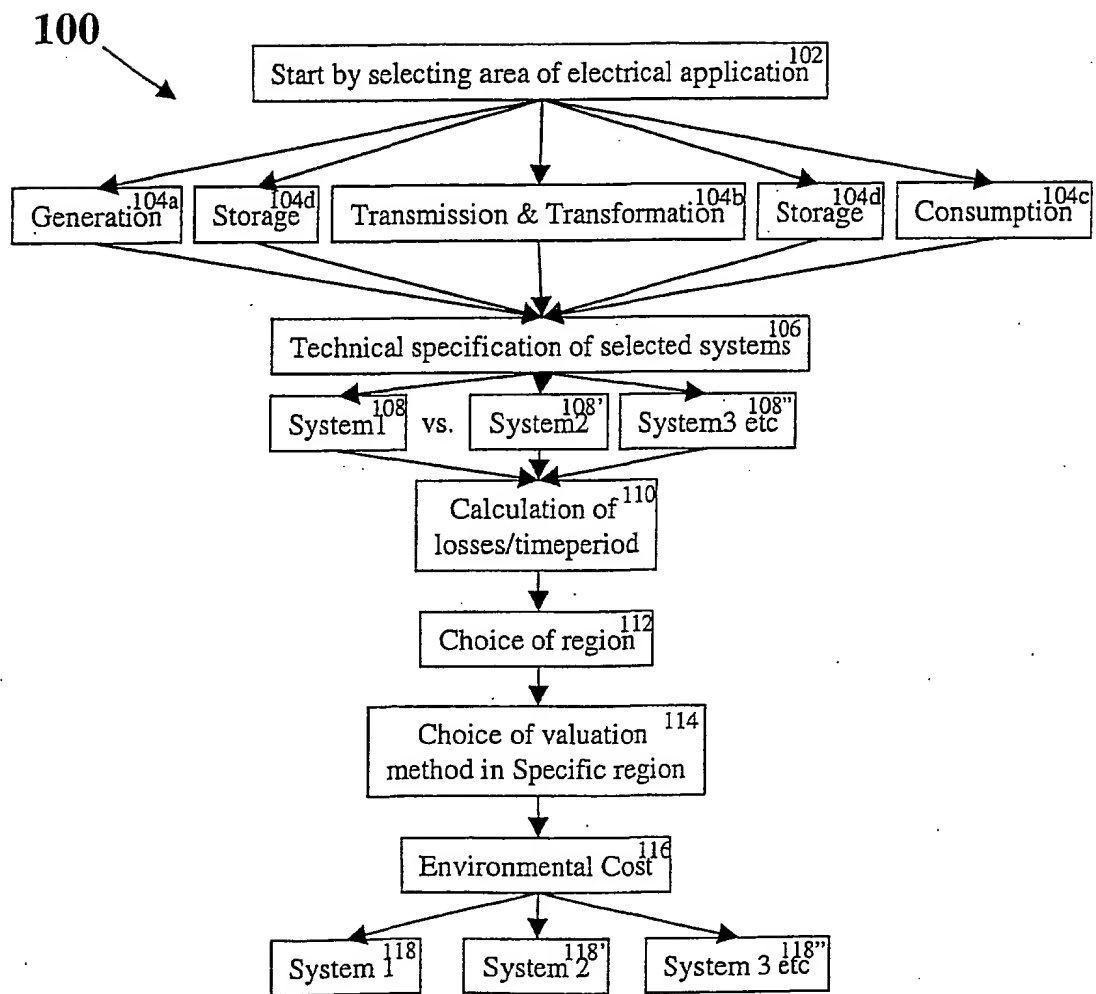 100
Start by selecting area of electrical application 102
Generation 104a
Storage 104d
Transmission & Transformation 104b
Storage 104d
Consumption 104c
Technical specification of selected systems 106
System1 108 vs. System2 108' System3 etc 108"
Calculation of 110
losses/timeperiod
Choice of region 112
Choice of valuation 114
method in Specific region
Environmental Cost 116
System 1 118
System 2 118'
System 3 etc 118"